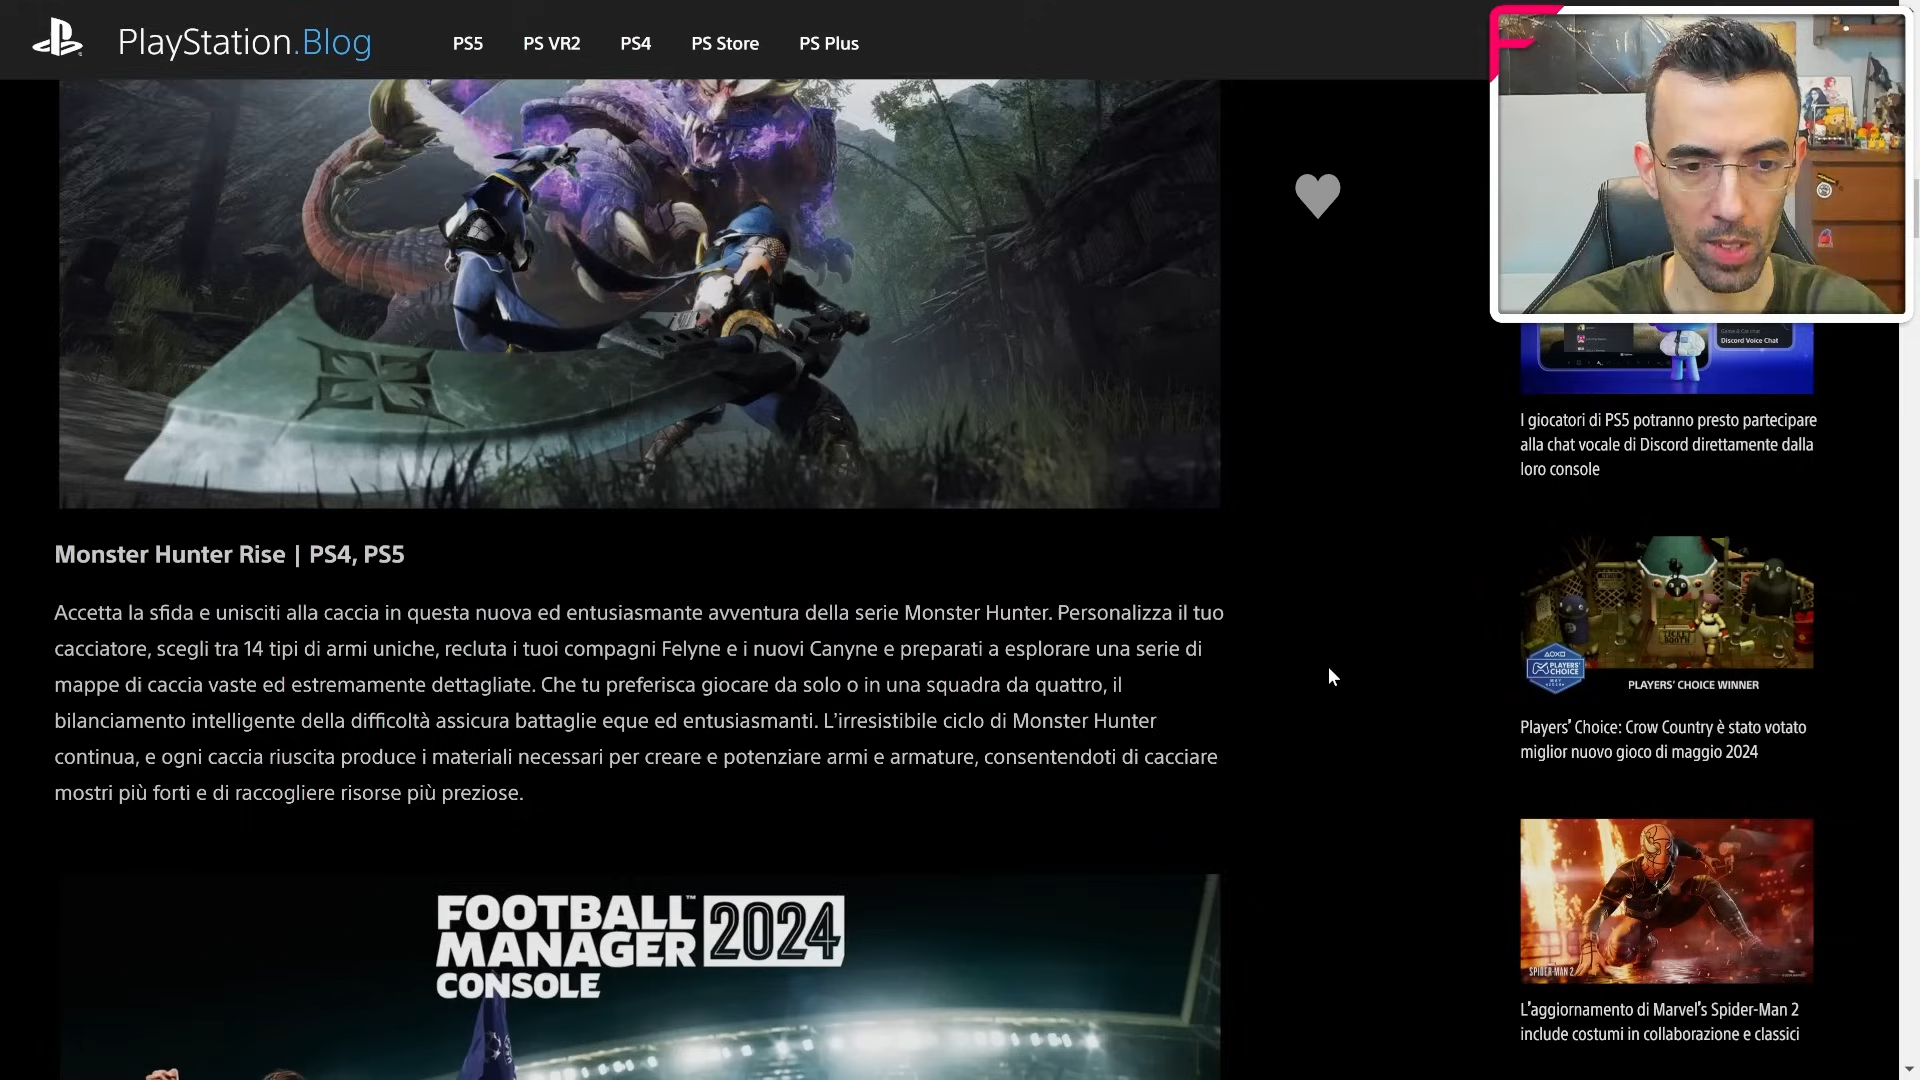 PlayStation.Blog
PS5
PS VR2
PS4
PS Store
PS Plus
Monster Hunter Rise | PS4, PS5
Accetta la sfida e unisciti alla caccia in questa nuova ed entusiasmante avventura della serie Monster Hunter. Personalizza il tuo
cacciatore, scegli tra 14 tipi di armi uniche, recluta i tuoi compagni Felyne e i nuovi Canyne e preparati a esplorare una serie di
mappe di caccia vaste ed estremamente dettagliate. Che tu preferisca giocare da solo o in una squadra da quattro, il
bilanciamento intelligente della difficoltà assicura battaglie eque ed entusiasmanti. L’irresistibile ciclo di Monster Hunter
continua, e ogni caccia riuscita produce i materiali necessari per creare e potenziare armi e armature, consentendoti di cacciare
mostri più forti e di raccogliere risorse più preziose.
FOOTBALL
MANAGER 2024
CONSOLE
Discord Voice Chat
I giocatori di PS5 potranno presto partecipare
alla chat vocale di Discord direttamente dalla
loro console
TICKET
BOOTH
PLAYERS'
CHOICE
PLAYERS' CHOICE WINNER
Players’ Choice: Crow Country è stato votato
miglior nuovo gioco di maggio 2024
SPIDER-MAN 2
L’aggiornamento di Marvel’s Spider-Man 2
include costumi in collaborazione e classici